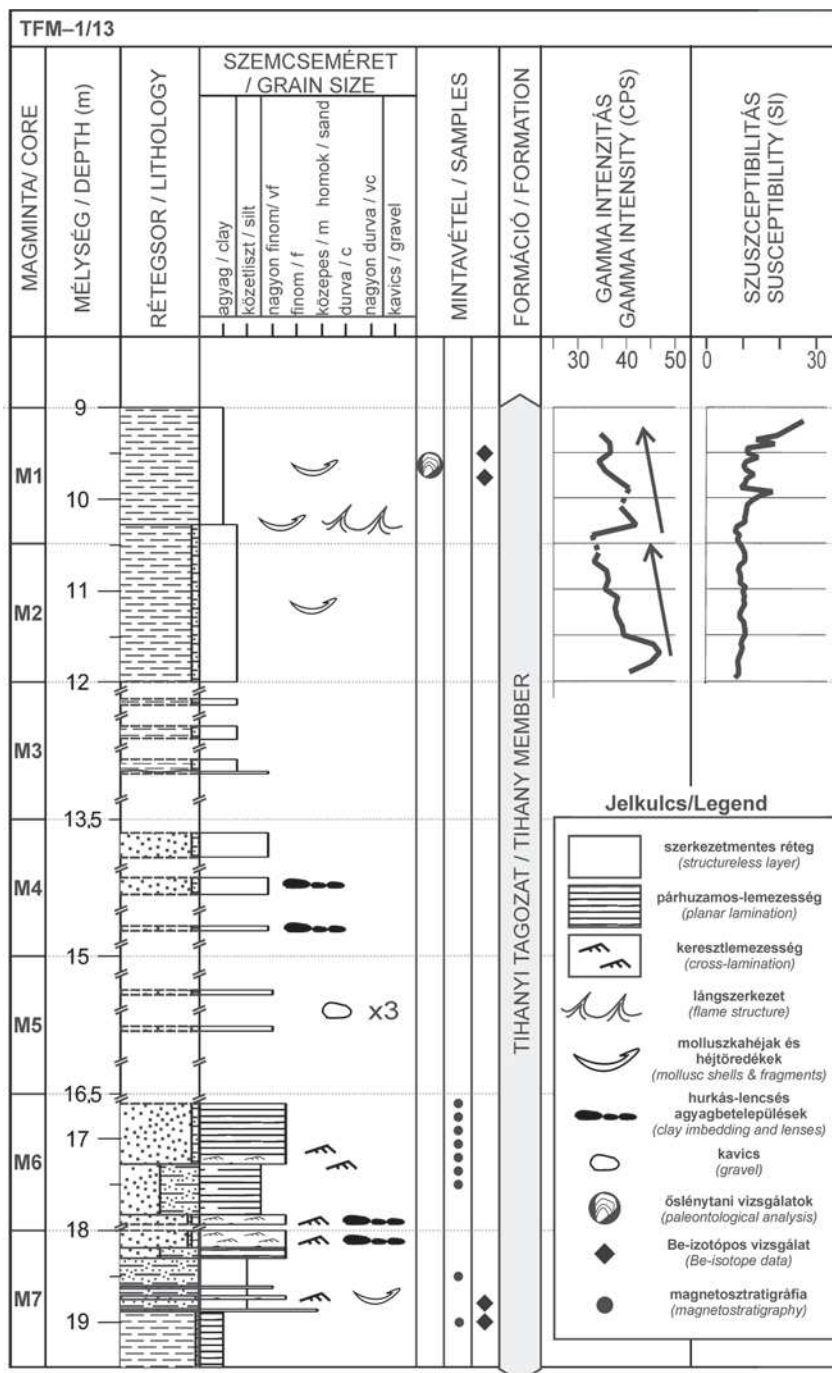 TFM–1/13
MAGMINTA/ CORE
MÉLYSÉG / DEPTH (m)
RÉTEGSOR / LITHOLOGY
SZEMCSEMÉRET
/ GRAIN SIZE
agyag / clay
közetliszt / silt
nagyon finom/ vf
finom / f
közepes / m homok / sand
durva / c
nagyon durva / vc
kavics / gravel
MINTAVÉTEL / SAMPLES
FORMÁCIÓ / FORMATION
GAMMA INTENZITÁS
GAMMA INTENSITY (CPS)
SZUSZCEPTIBILITÁS
SUSCEPTIBILITY (SI)
30 40 50
0 30
9
M1
10
11
M2
12
M3
13,5
M4
15
M5
x3
16,5
17
M6
18
M7
19
TIHANYI TAGOZAT / TIHANY MEMBER
Jelkulcs/Legend
szerkezetmentes réteg
(structureless layer)
párhuzamos-lemezesség
(planar lamination)
keresztlemezesség
(cross-lamination)
lángszerkezet
(flame structure)
molluszkahéjak és
héjtöredékek
(mollusc shells & fragments)
hurkás-lencsés
agyagbetelepülések
(clay imbedding and lenses)
kavics
(gravel)
őslénytani vizsgálatok
(paleontological analysis)
Be-izotópos vizsgálat
(Be-isotope data)
magnetosztratigráfia
(magnetostratigraphy)